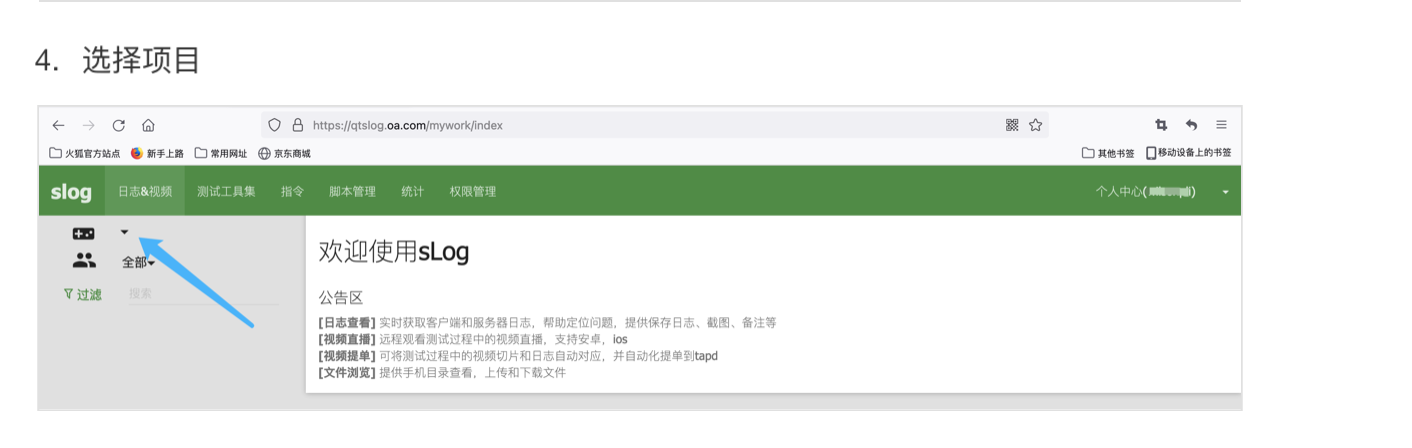 4. 选择项目
https://qtslog.oa.com/mywork/index
火狐官方站点 新手上路 常用网址 京东商城 其他书签 移动设备上的书签
slog 日志&视频 测试工具集 指令 脚本管理 统计 权限管理 个人中心( )
全部
过滤 搜索
欢迎使用sLog
公告区
[日志查看] 实时获取客户端和服务器日志，帮助定位问题，提供保存日志、截图、备注等
[视频直播] 远程观看测试过程中的视频直播，支持安卓，ios
[视频提单] 可将测试过程中的视频切片和日志自动对应，并自动化提单到tapd
[文件浏览] 提供手机目录查看，上传和下载文件